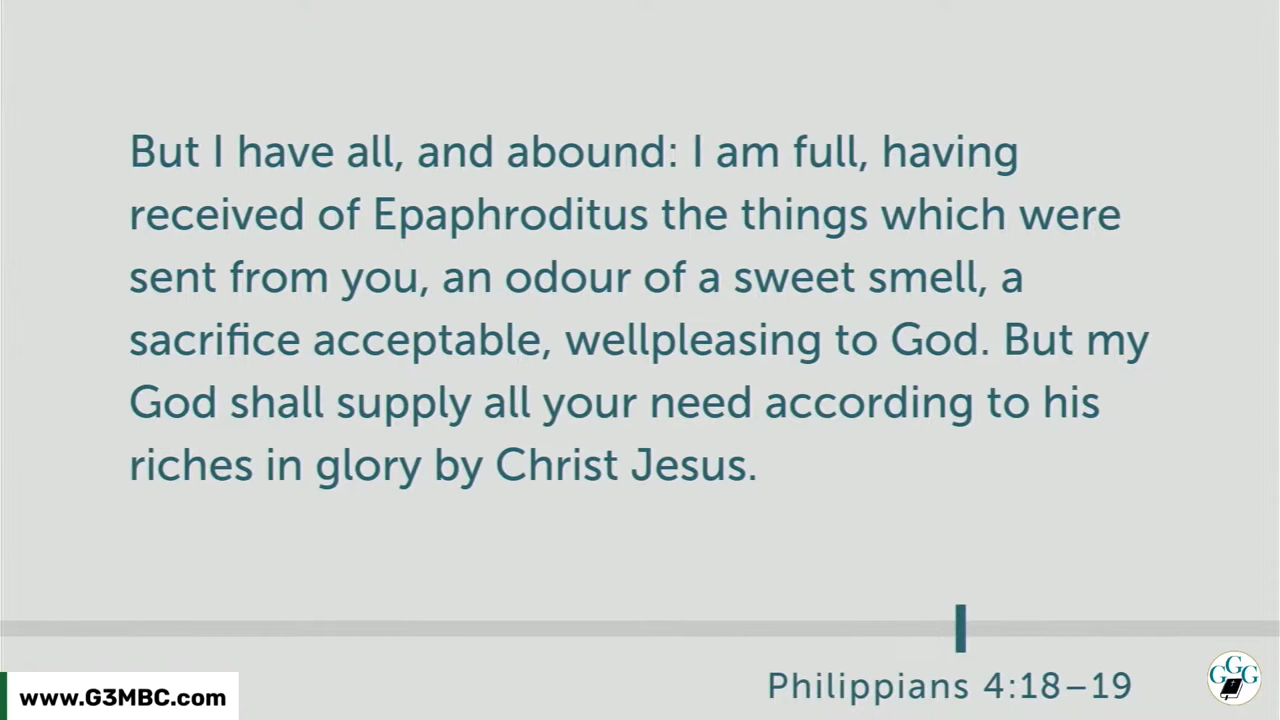 But I have all, and abound: I am full, having
received of Epaphroditus the things which were
sent from you, an odour of a sweet smell, a
sacrifice acceptable, wellpleasing to God. But my
God shall supply all your need according to his
riches in glory by Christ Jesus.
Philippians 4:18–19
www.G3MBC.com
GGG